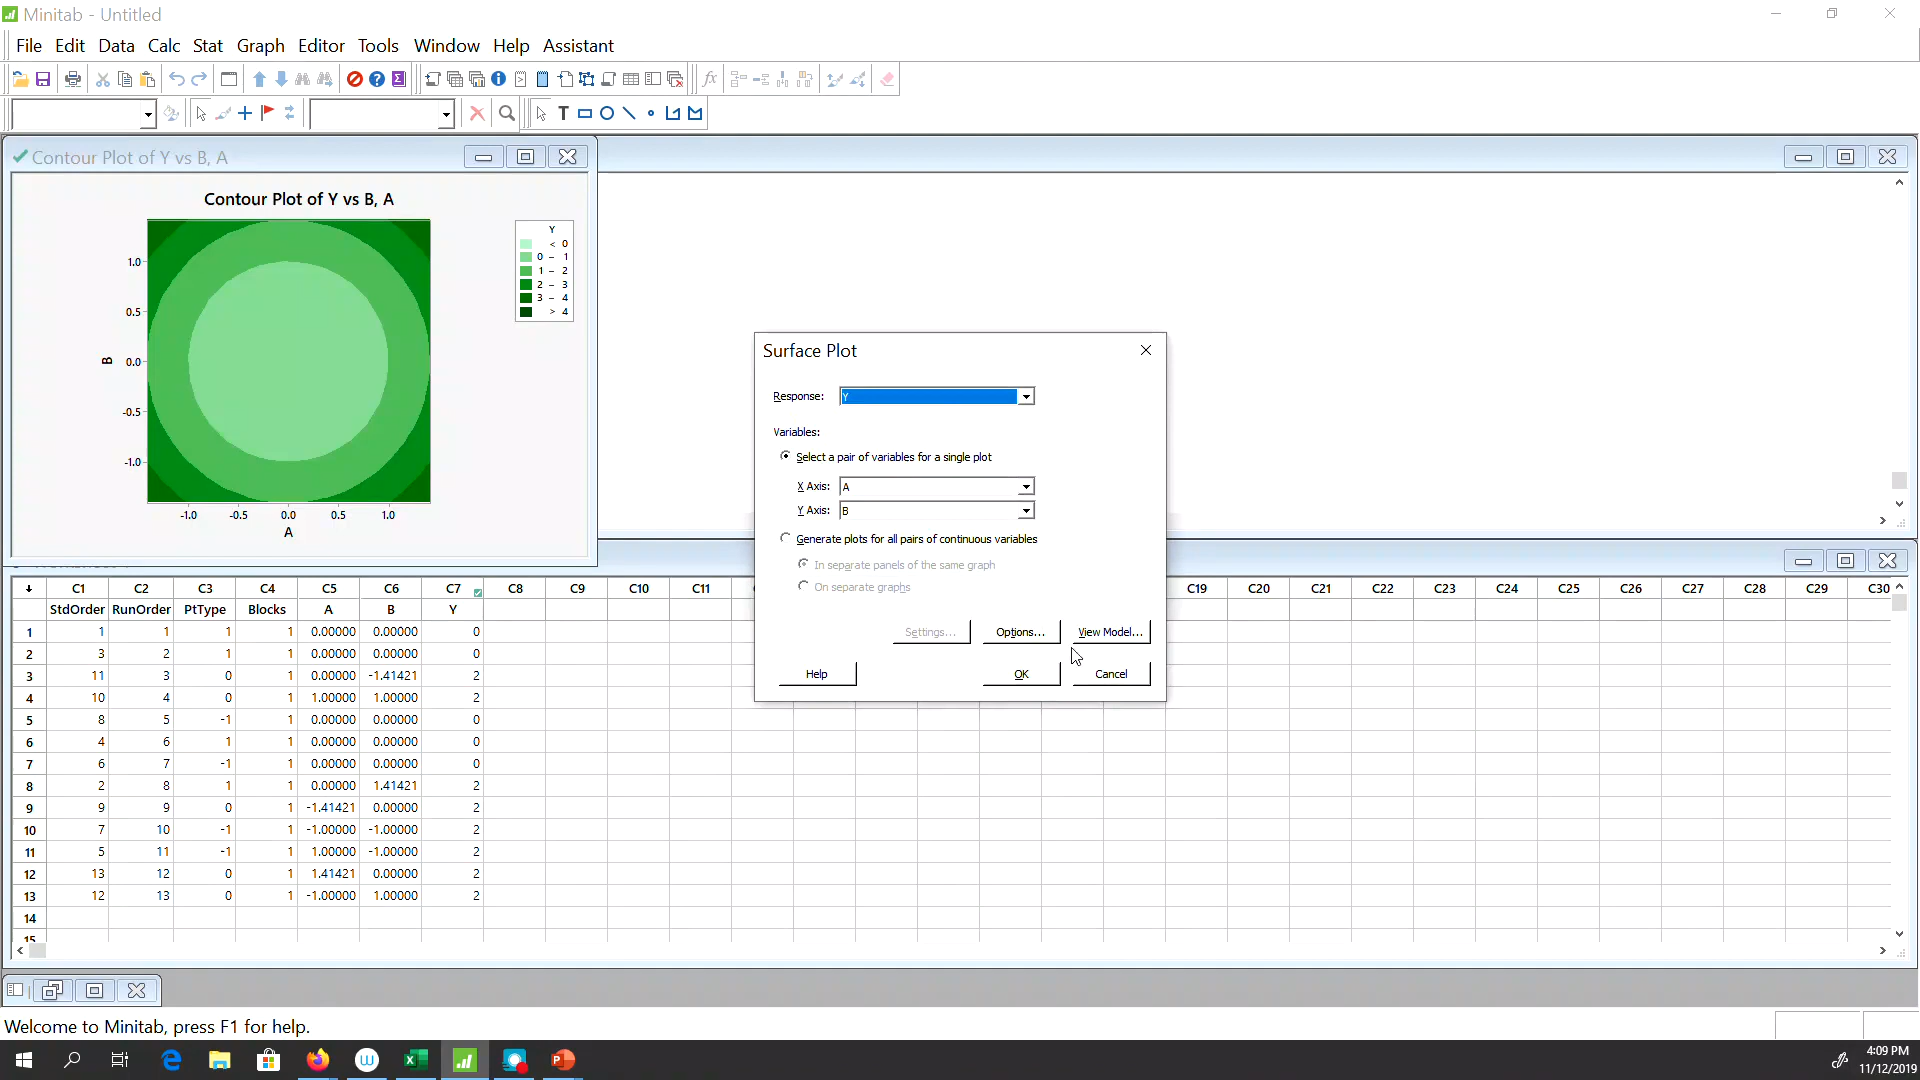 Minitab - Untitled
File Edit Data Calc Stat Graph Editor Tools Window Help Assistant
Contour Plot of Y vs B, A
Contour Plot of Y vs B, A
Y
< 0
0 – 1
1 – 2
2 – 3
3 – 4
> 4
1.0
0.5
B 0.0
-0.5
-1.0
-1.0 -0.5 0.0 0.5 1.0
A
Surface Plot
Response: Y
Variables:
Select a pair of variables for a single plot
X Axis: A
Y Axis: B
Generate plots for all pairs of continuous variables
In separate panels of the same graph
On separate graphs
Settings... Options... View Model...
Help OK Cancel
C1 C2 C3 C4 C5 C6 C7 C8 C9 C10 C11 C19 C20 C21 C22 C23 C24 C25 C26 C27 C28 C29 C30
StdOrder RunOrder PtType Blocks A B Y
1 1 1 1 1 0.00000 0.00000 0
2 3 2 1 1 0.00000 0.00000 0
3 11 3 0 1 0.00000 -1.41421 2
4 10 4 0 1 1.00000 1.00000 2
5 8 5 -1 1 0.00000 0.00000 0
6 4 6 1 1 0.00000 0.00000 0
7 6 7 -1 1 0.00000 0.00000 0
8 2 8 1 1 0.00000 1.41421 2
9 9 9 0 1 -1.41421 0.00000 2
10 7 10 -1 1 -1.00000 -1.00000 2
11 5 11 -1 1 1.00000 -1.00000 2
12 13 12 0 1 1.41421 0.00000 2
13 12 13 0 1 -1.00000 1.00000 2
14
15
Welcome to Minitab, press F1 for help.
4:09 PM
11/12/2019